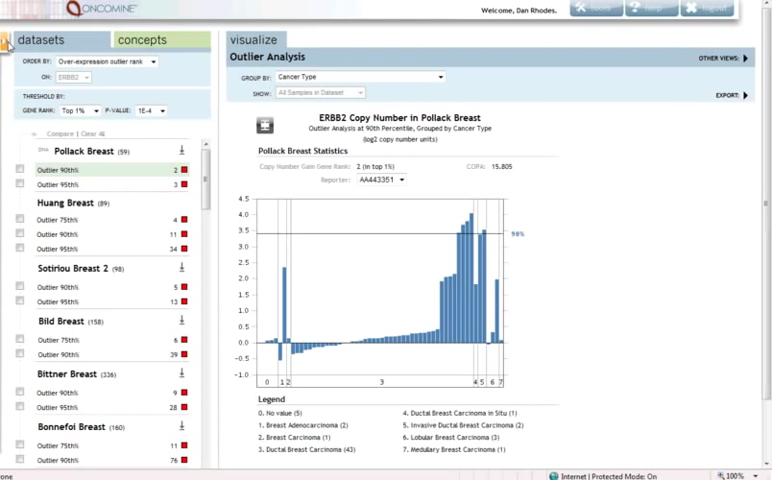 ONCOMINE
Welcome, Dan Rhodes.
datasets
concepts
ORDER BY: Over-expression outlier rank
ON: ERBB2
THRESHOLD BY:
GENE RANK: Top 1% P-VALUE: 1E-4
Compare | Clear All
DNA Pollack Breast (59)
Outlier 90th% 2
Outlier 95th% 3
Huang Breast (89)
Outlier 75th% 4
Outlier 90th% 11
Outlier 95th% 34
Sotiriou Breast 2 (98)
Outlier 90th% 5
Outlier 95th% 13
Bild Breast (158)
Outlier 75th% 6
Outlier 90th% 39
Bittner Breast (336)
Outlier 90th% 9
Outlier 95th% 28
Bonnefoi Breast (160)
Outlier 75th% 11
Outlier 90th% 76
visualize
Outlier Analysis
OTHER VIEWS:
GROUP BY: Cancer Type
SHOW: All Samples in Dataset
EXPORT:
ERBB2 Copy Number in Pollack Breast
Outlier Analysis at 90th Percentile, Grouped by Cancer Type
(log2 copy number units)
Pollack Breast Statistics
Copy Number Gain Gene Rank: 2 (in top 1%) COPA: 15.805
Reporter: AA443351
4.5
4.0
3.5
90%
3.0
2.5
2.0
1.5
1.0
0.5
0.0
-0.5
-1.0
0 1 2 3 4 5 6 7
Legend
0. No value (5)
1. Breast Adenocarcinoma (2)
2. Breast Carcinoma (1)
3. Ductal Breast Carcinoma (43)
4. Ductal Breast Carcinoma in Situ (1)
5. Invasive Ductal Breast Carcinoma (2)
6. Lobular Breast Carcinoma (3)
7. Medullary Breast Carcinoma (1)
one
Internet | Protected Mode: On
100%